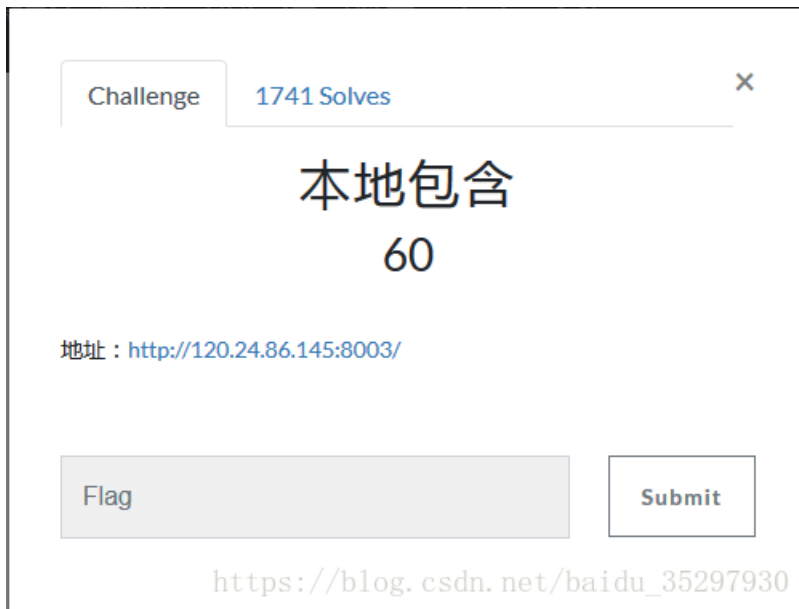 Challenge 1741 Solves ×
本地包含
60
地址：http://120.24.86.145:8003/
Flag Submit
https://blog.csdn.net/baidu_35297930